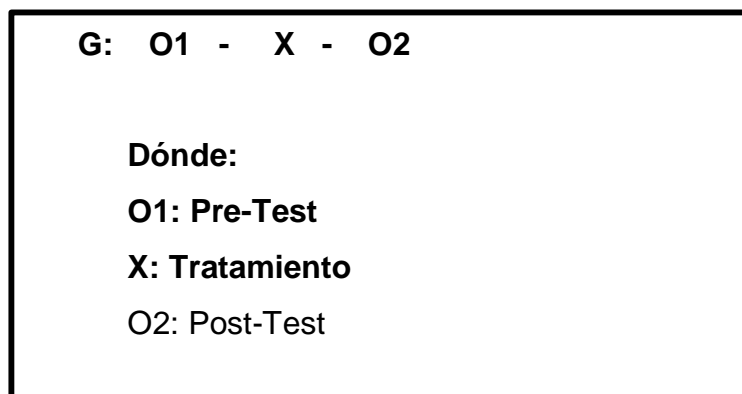 G: O1 - X - O2
Dónde:
O1: Pre-Test
X: Tratamiento
O2: Post-Test